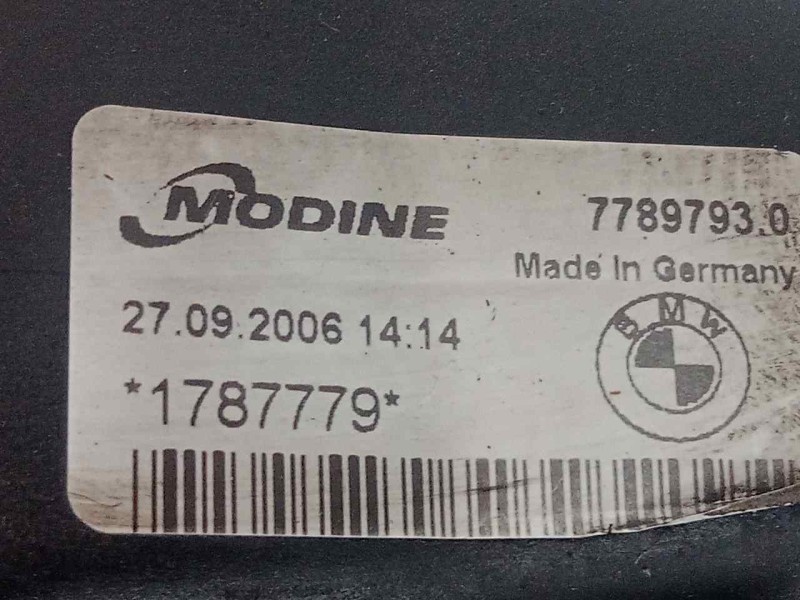 MODINE
7789793.0
Made In Germany
27.09.2006 14:14
BMW
*1787779*